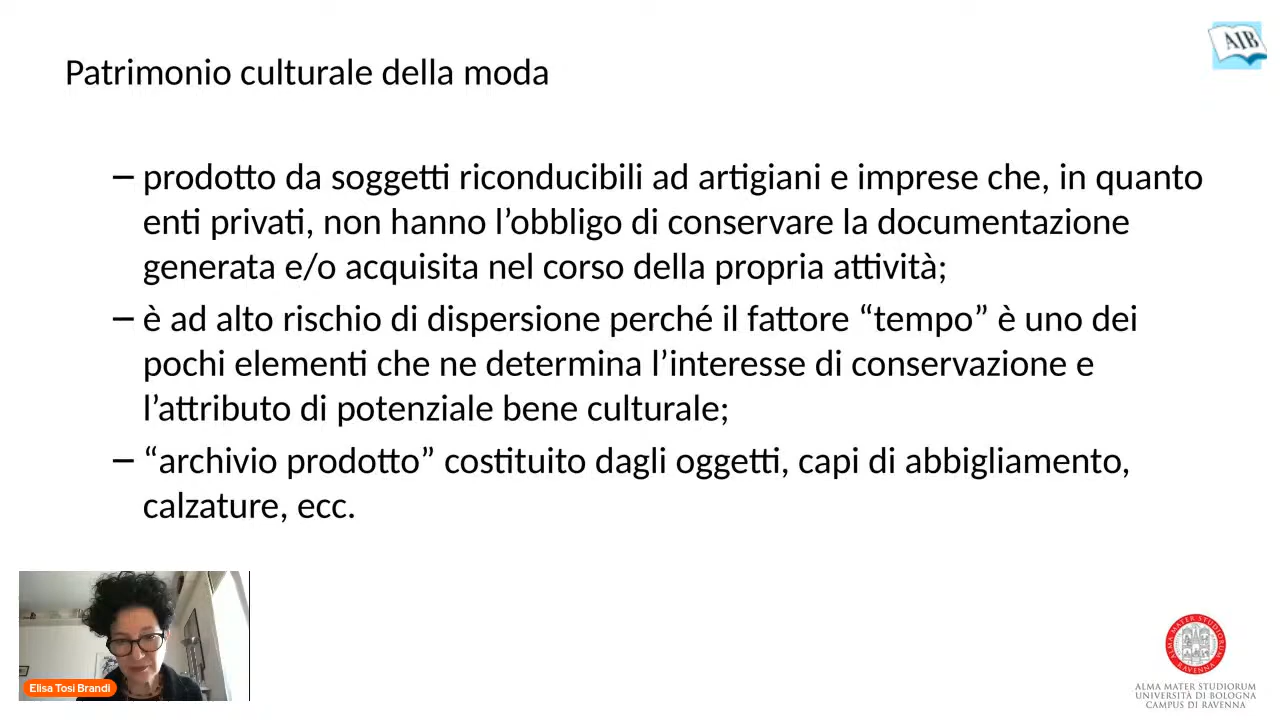 Patrimonio culturale della moda
AIB
– prodotto da soggetti riconducibili ad artigiani e imprese che, in quanto
enti privati, non hanno l’obbligo di conservare la documentazione
generata e/o acquisita nel corso della propria attività;
– è ad alto rischio di dispersione perché il fattore “tempo” è uno dei
pochi elementi che ne determina l’interesse di conservazione e
l’attributo di potenziale bene culturale;
– “archivio prodotto” costituito dagli oggetti, capi di abbigliamento,
calzature, ecc.
Elisa Tosi Brandi
ALMA MATER STUDIORUM
RAVENNA
ALMA MATER STUDIORUM
UNIVERSITÀ DI BOLOGNA
CAMPUS DI RAVENNA